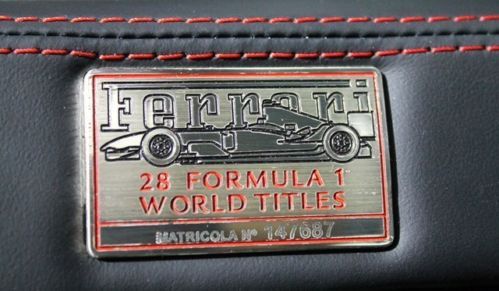 Ferrari
28 FORMULA 1
WORLD TITLES
MATRICOLA Nº 147687